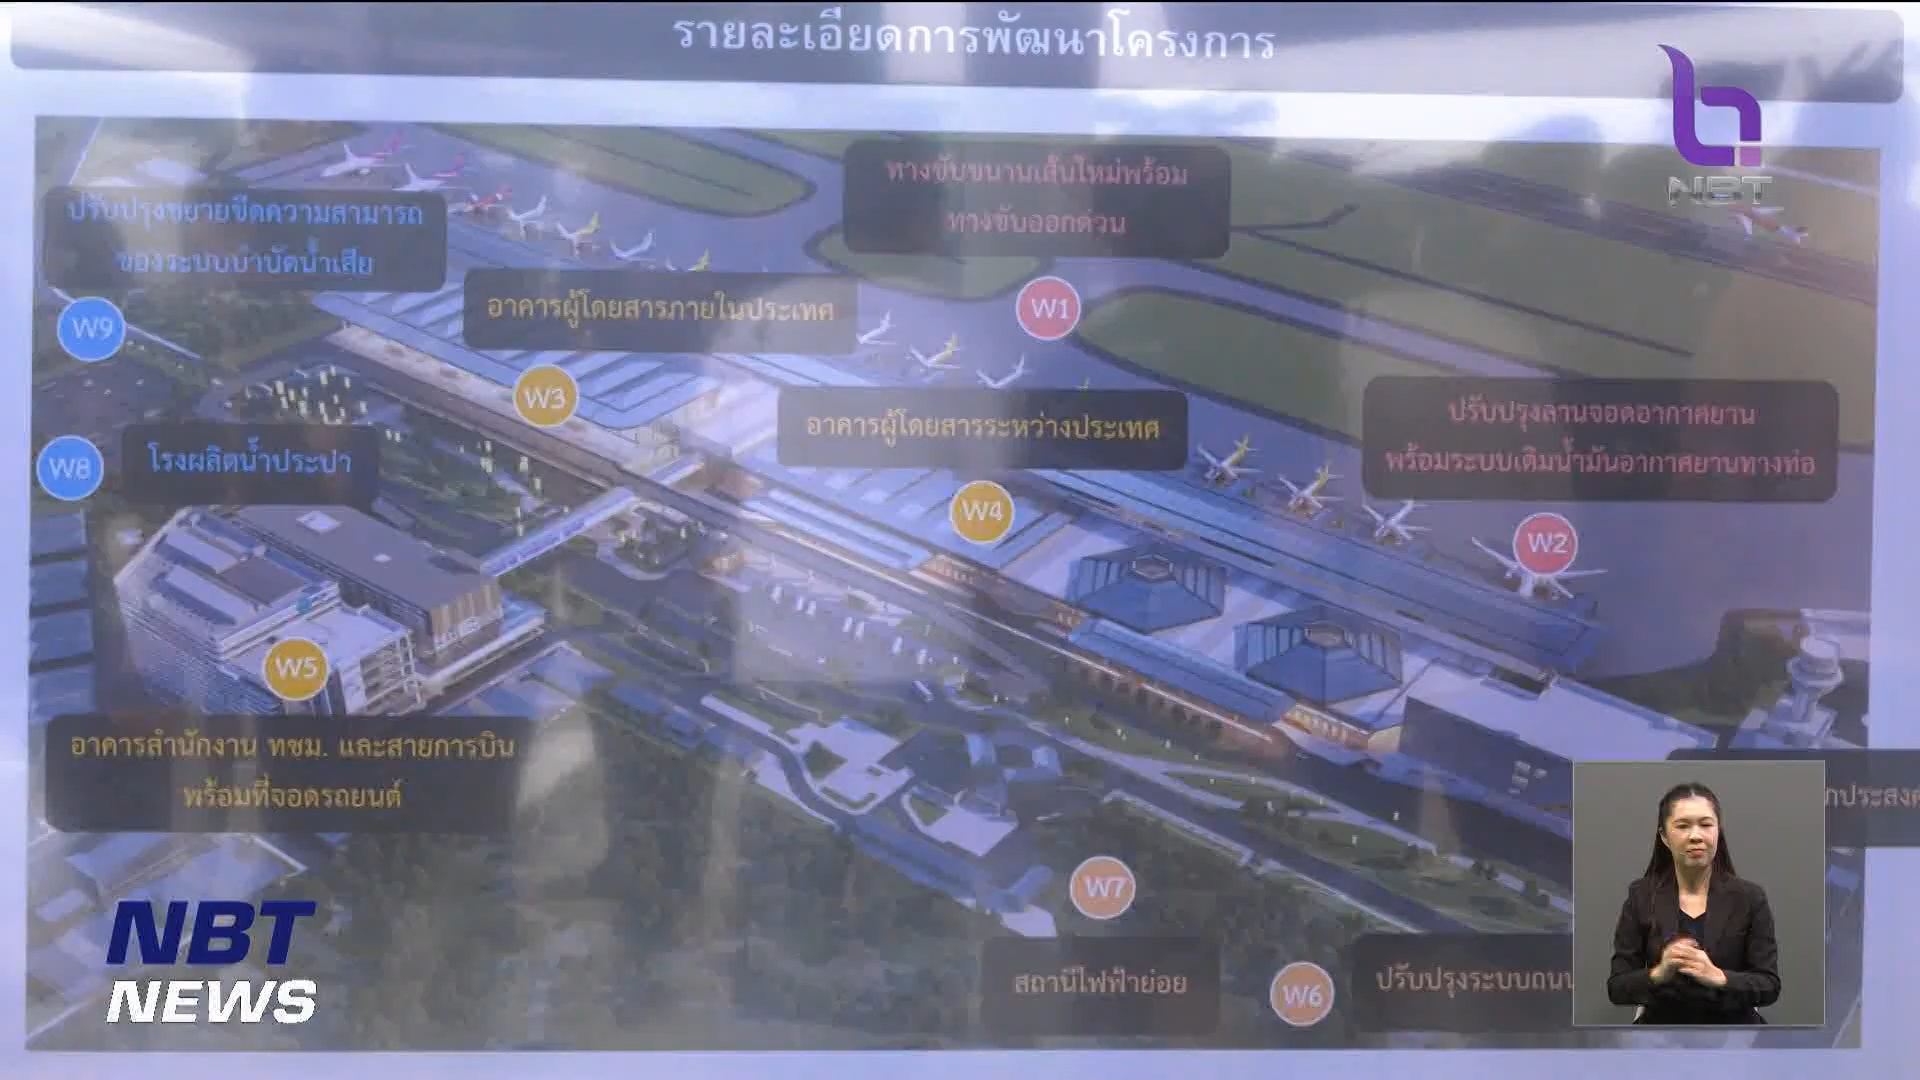 รายละเอียดการพัฒนาโครงการ
NBT
ทางขับขนานเส้นใหม่พร้อม
ทางขับออกด่วน
W1
ปรับปรุงขยายขีดความสามารถ
ของระบบบำบัดน้ำเสีย
W9
อาคารผู้โดยสารภายในประเทศ
W3
อาคารผู้โดยสารระหว่างประเทศ
W4
ปรับปรุงลานจอดอากาศยาน
พร้อมระบบเติมน้ำมันอากาศยานทางท่อ
W2
W8
โรงผลิตน้ำประปา
W5
อาคารสำนักงาน ทชม. และสายการบิน
พร้อมที่จอดรถยนต์
W7
สถานีไฟฟ้าย่อย
W6
ปรับปรุงระบบถนน
NBT
NEWS